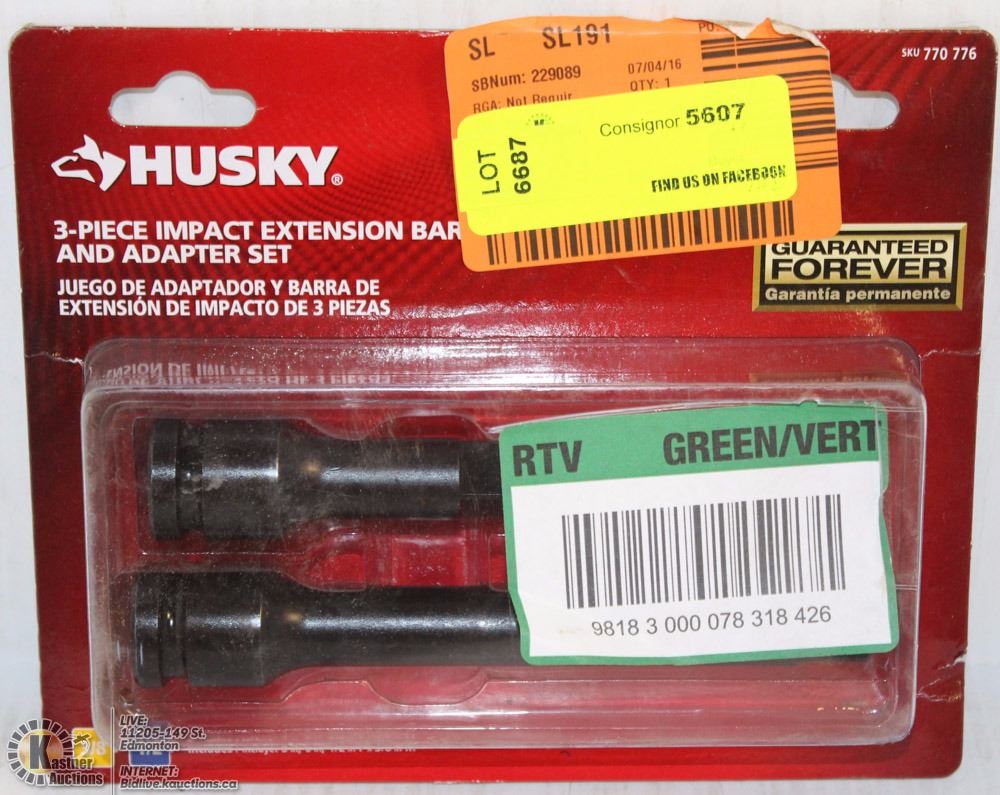 SL SL191
SBNum: 229089 07/04/16
RGA: Not Requir QTY: 1
SKU 770 776
Consignor 5607
LOT
6687
FIND US ON FACEBOOK
HUSKY®
3-PIECE IMPACT EXTENSION BAR
AND ADAPTER SET
JUEGO DE ADAPTADOR Y BARRA DE
EXTENSIÓN DE IMPACTO DE 3 PIEZAS
GUARANTEED
FOREVER
Garantía permanente
RTV GREEN/VERT
9818 3 000 078 318 426
LIVE:
11205-149 St.
Edmonton
INTERNET:
Bidlive.kauctions.ca
Kastner
Auctions